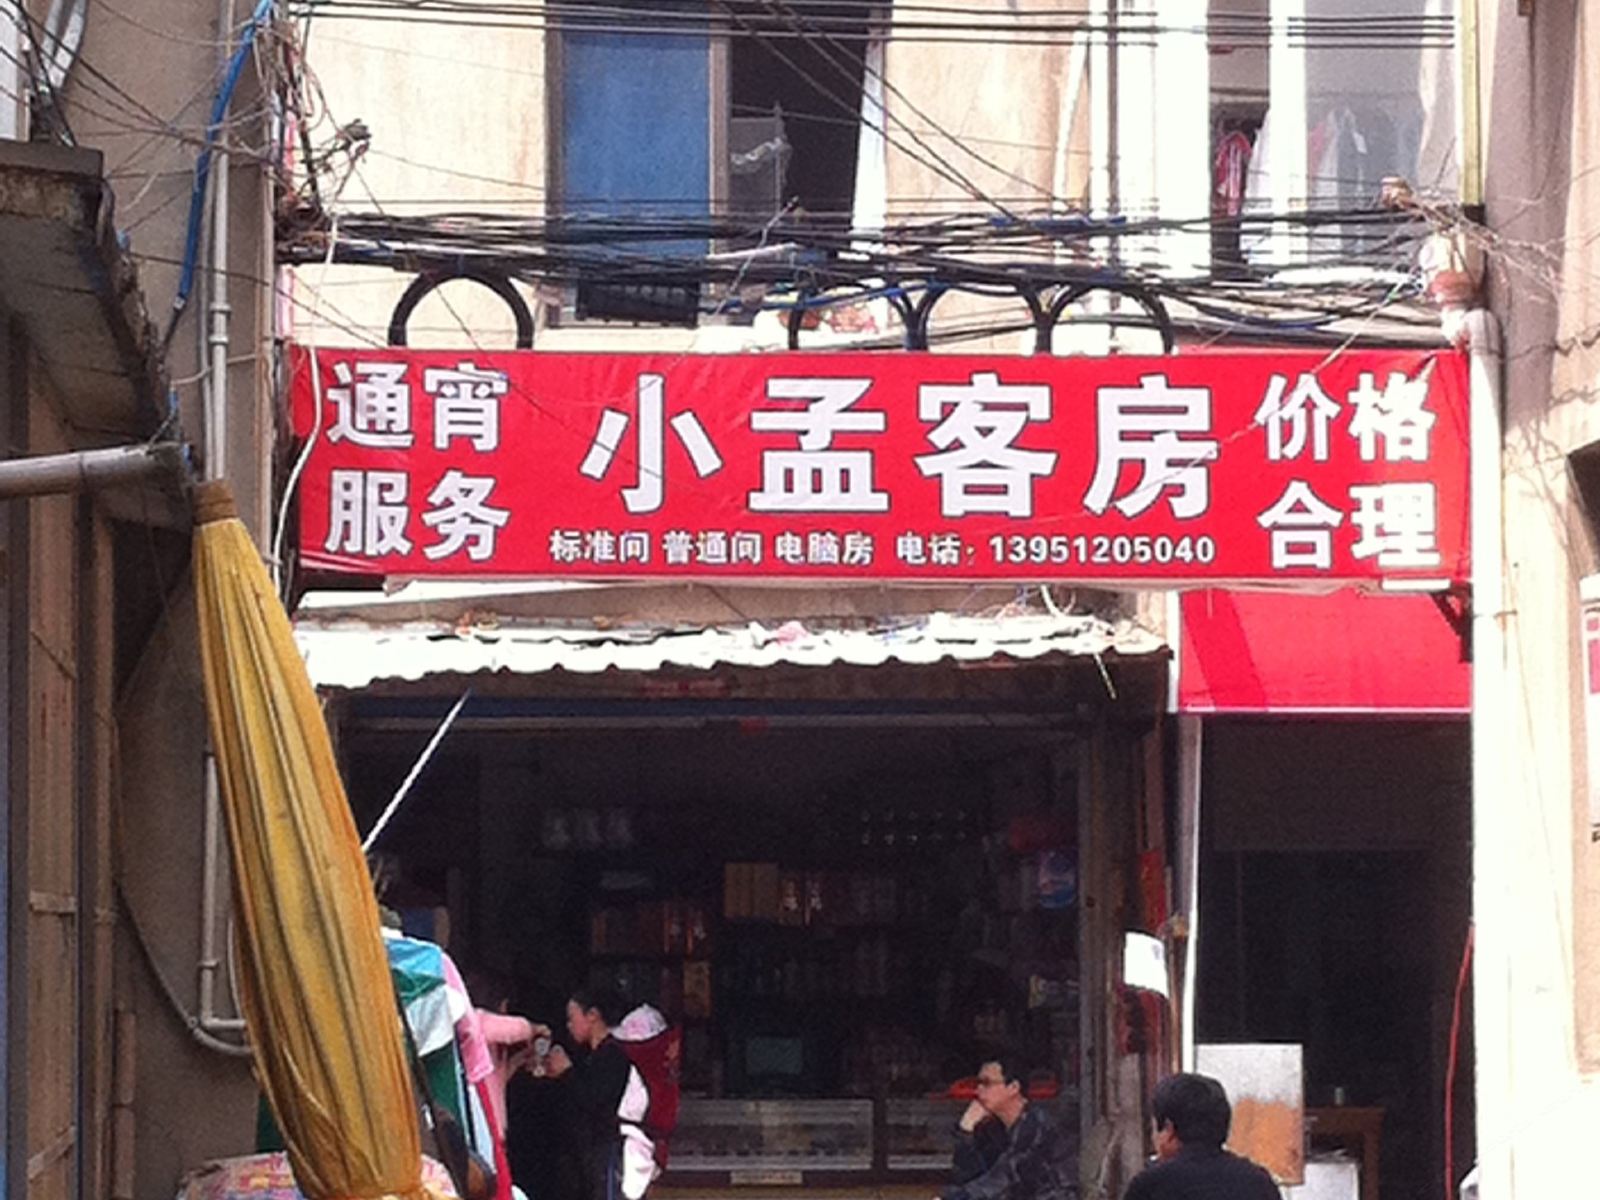 通宵
服务
小孟客房
标准间 普通间 电脑房 电话：13951205040
价格
合理